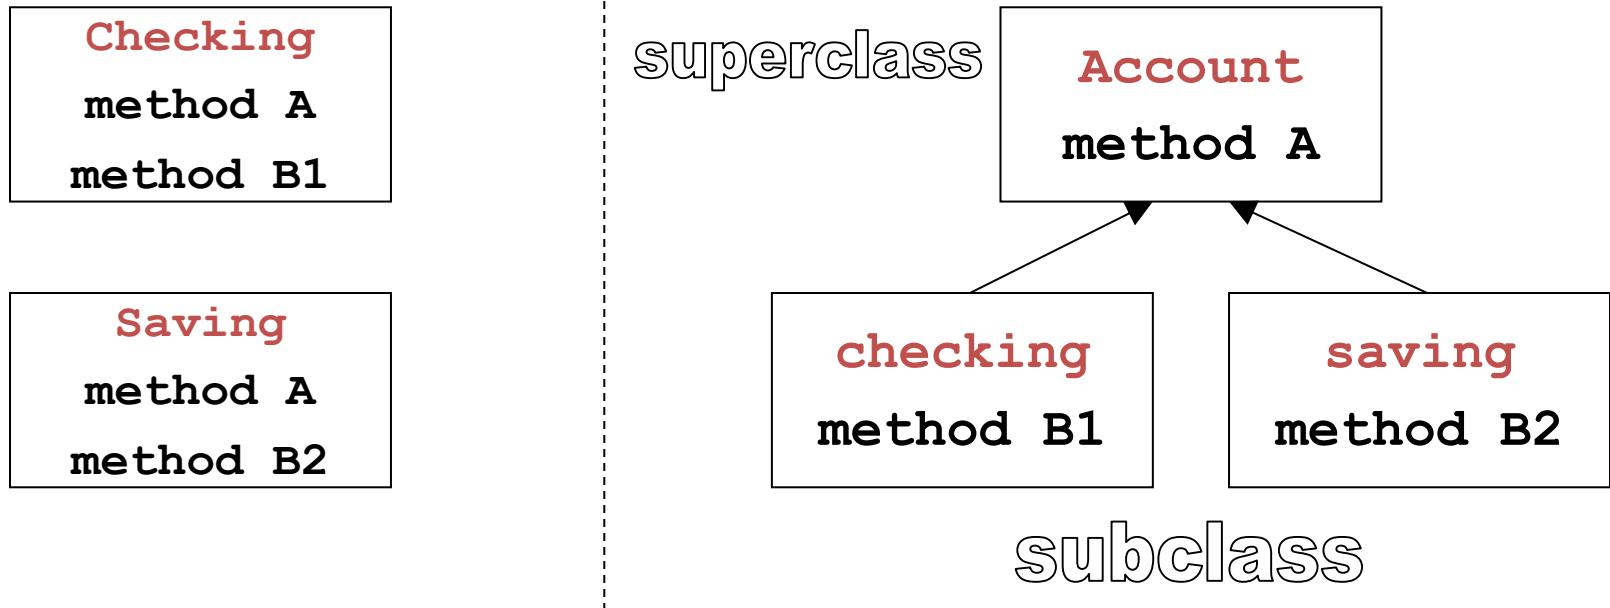 Checking
method A
method B1
Saving
method A
method B2
superclass
Account
method A
checking
method B1
saving
method B2
subclass